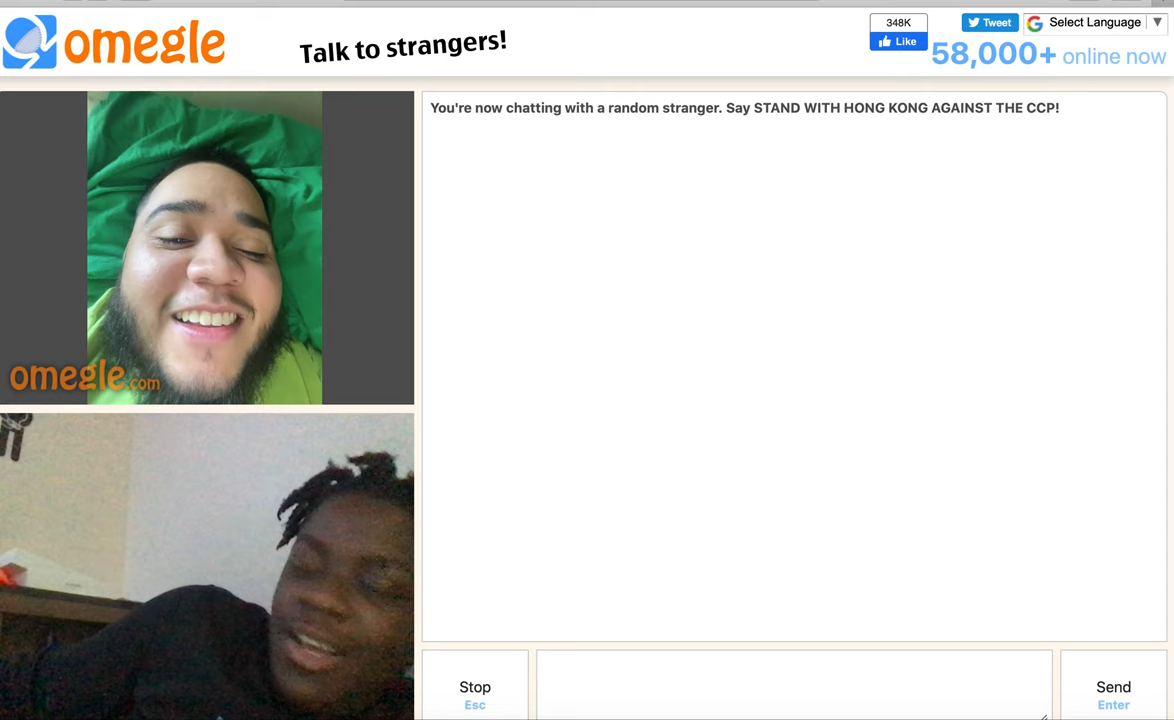 omegle
Talk to strangers!
348K
Like
Tweet
Select Language ▼
58,000+ online now
You're now chatting with a random stranger. Say STAND WITH HONG KONG AGAINST THE CCP!
omegle.com
Stop
Esc
Send
Enter